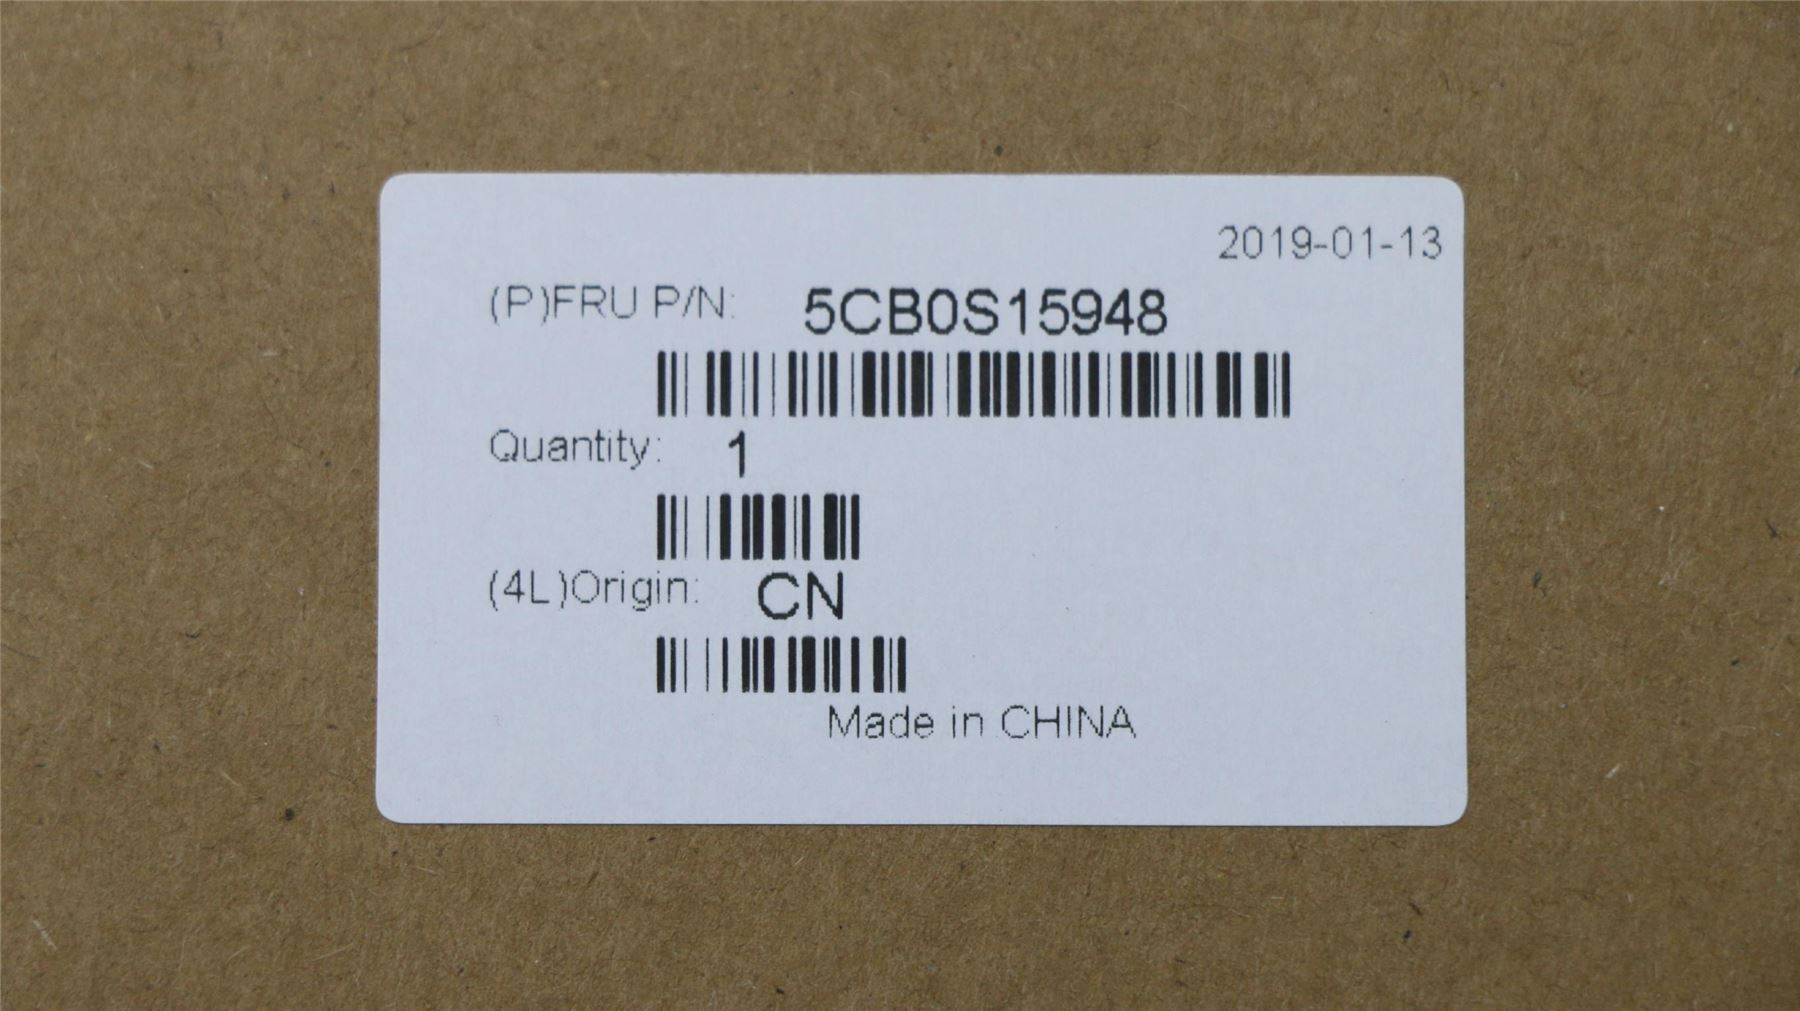 2019-01-13
(P)FRU P/N: 5CB0S15948
Quantity: 1
(4L)Origin: CN
Made in CHINA